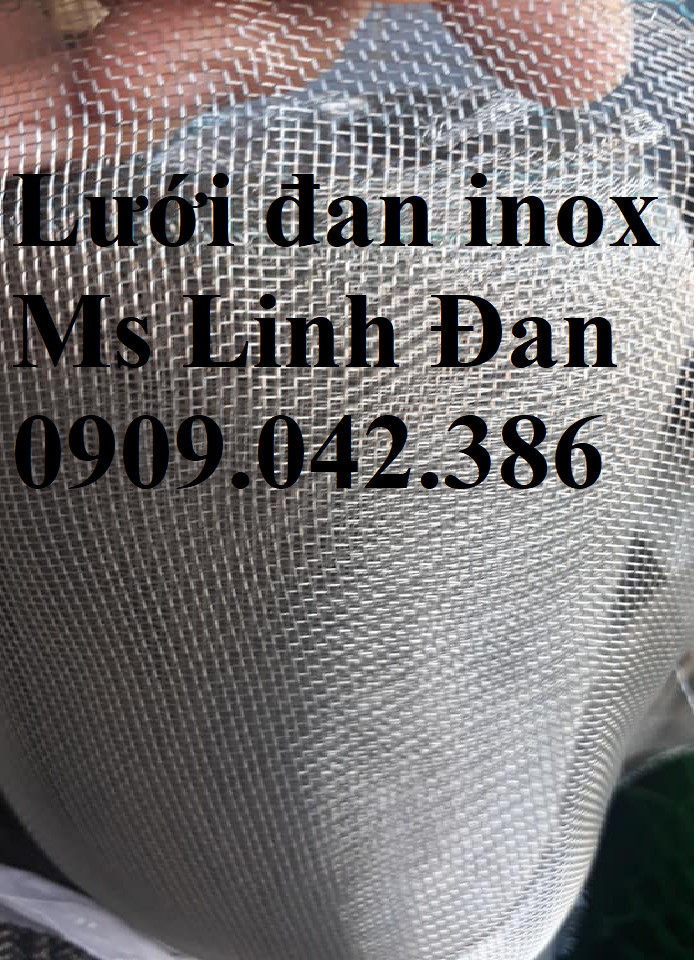 Lưới đan inox
Ms Linh Đan
0909.042.386